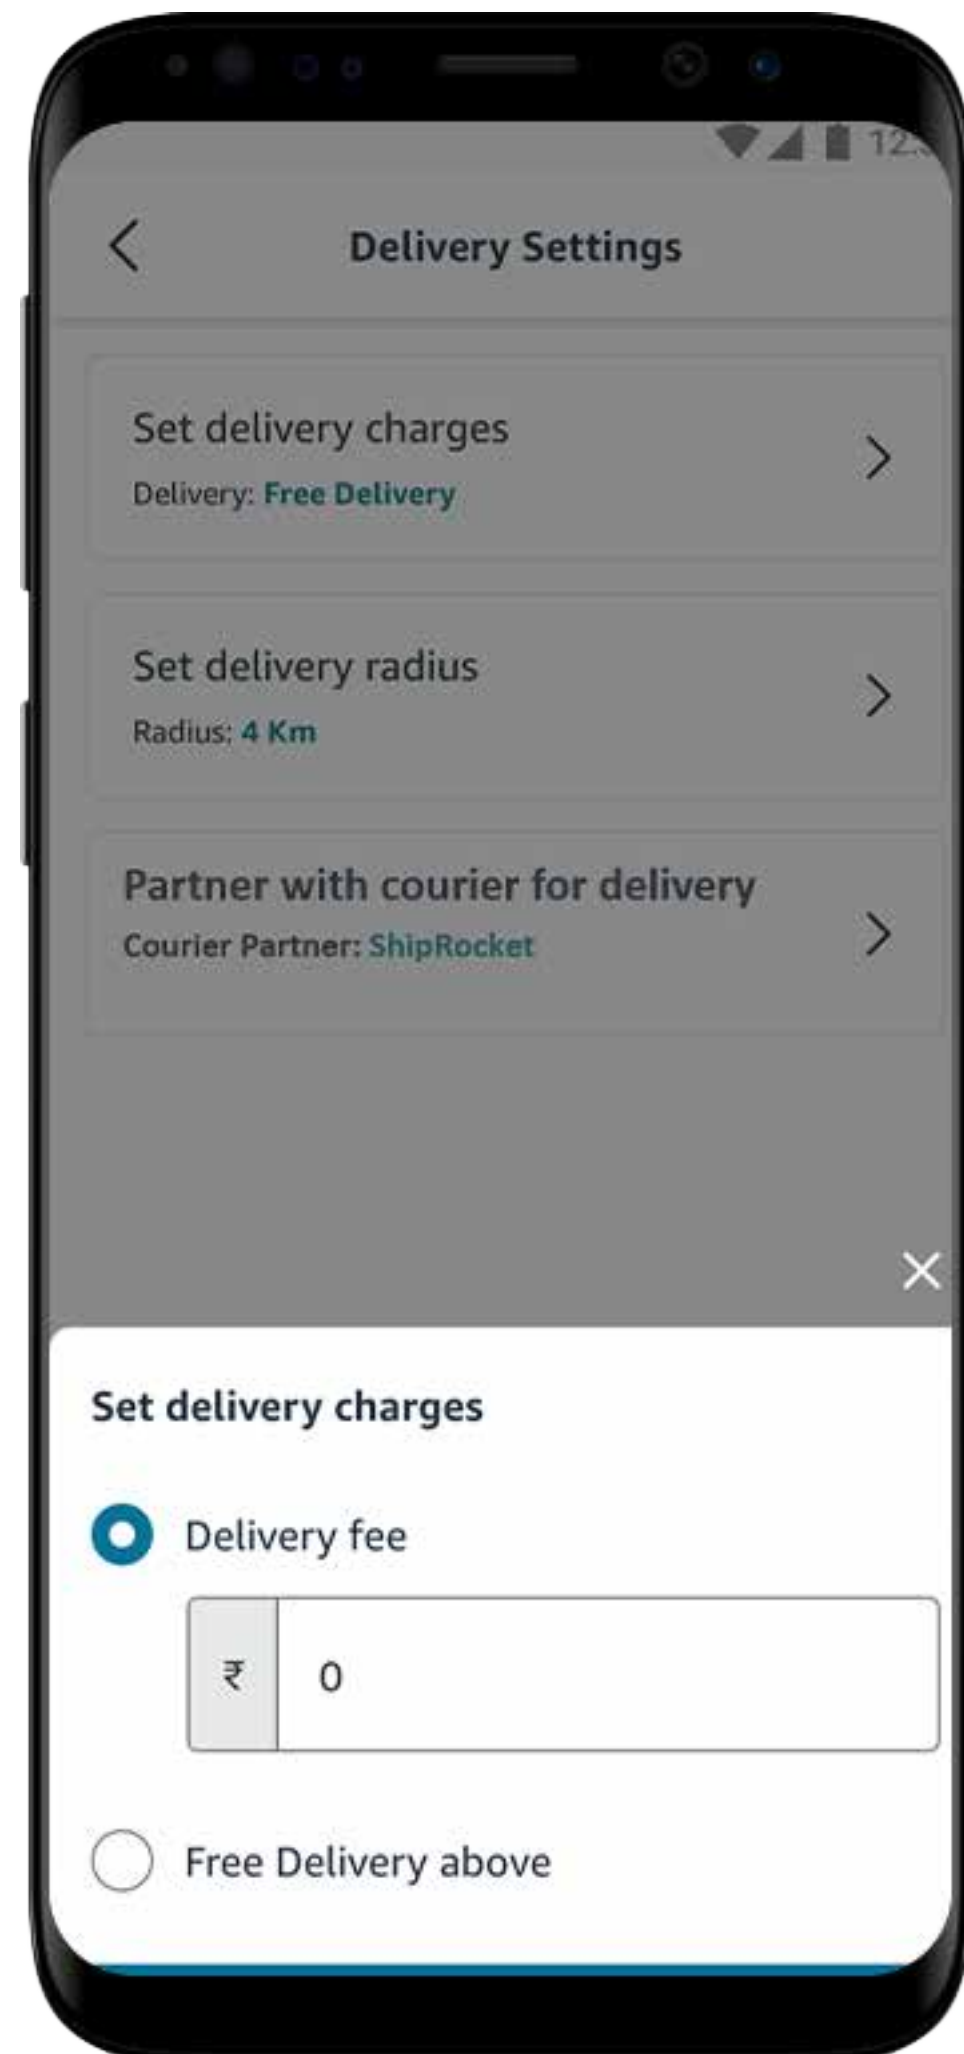 Delivery Settings
Set delivery charges
Delivery: Free Delivery
Set delivery radius
Radius: 4 Km
Partner with courier for delivery
Courier Partner: ShipRocket
Set delivery charges
Delivery fee
₹ 0
Free Delivery above